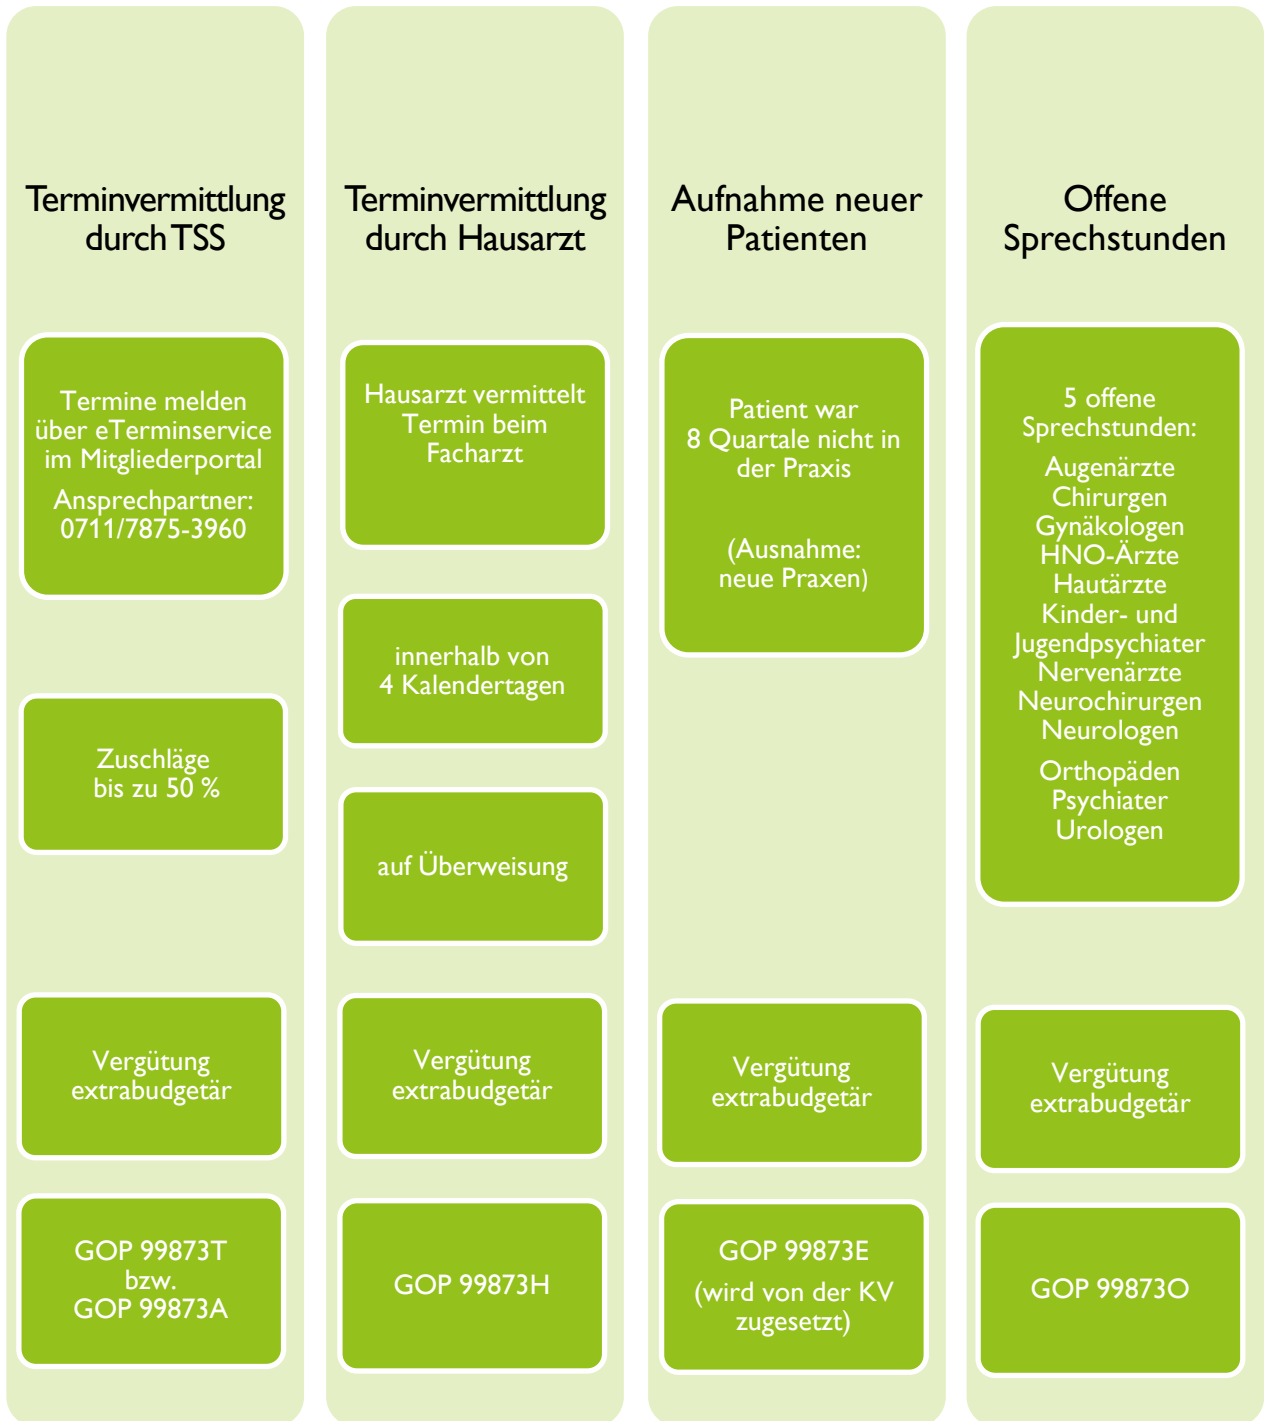 Terminvermittlung
durch TSS
Termine melden
über eTerminservice
im Mitgliederportal
Ansprechpartner:
0711/7875-3960
Zuschläge
bis zu 50 %
Vergütung
extrabudgetär
GOP 99873T
bzw.
GOP 99873A
Terminvermittlung
durch Hausarzt
Hausarzt vermittelt
Termin beim
Facharzt
innerhalb von
4 Kalendertagen
auf Überweisung
Vergütung
extrabudgetär
GOP 99873H
Aufnahme neuer
Patienten
Patient war
8 Quartale nicht in
der Praxis
(Ausnahme:
neue Praxen)
Vergütung
extrabudgetär
GOP 99873E
(wird von der KV
zugesetzt)
Offene
Sprechstunden
5 offene
Sprechstunden:
Augenärzte
Chirurgen
Gynäkologen
HNO-Ärzte
Hautärzte
Kinder- und
Jugendpsychiater
Nervenärzte
Neurochirurgen
Neurologen
Orthopäden
Psychiater
Urologen
Vergütung
extrabudgetär
GOP 99873O